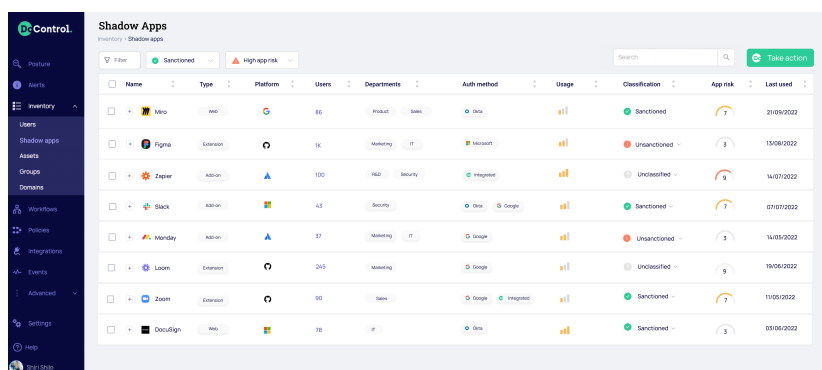 DoControl.
Posture
Alerts
Inventory
Users
Shadow apps
Assets
Groups
Domains
Workflows
Policies
Integrations
Events
Advanced
Settings
Help
Shiri Shilo
Shadow Apps
Inventory > Shadow apps
Filter
Sanctioned
High app risk
Search
Take action
Name Type Platform Users Departments Auth method Usage Classification App risk Last used
Miro Web 86 Product Sales Okta Sanctioned 7 21/09/2022
Figma Extension 1K Marketing IT Microsoft Unsanctioned 3 13/08/2022
Zapier Add-on 100 R&D Security Integrated Unclassified 9 14/07/2022
Slack Add-on 43 Security Okta Google Sanctioned 7 07/07/2022
Monday Add-on 37 Marketing IT Google Unsanctioned 3 14/05/2022
Loom Extension 245 Marketing Google Unclassified 9 19/06/2022
Zoom Extension 90 Sales Google Integrated Sanctioned 7 11/05/2022
DocuSign Web 78 IT Okta Sanctioned 3 03/06/2022